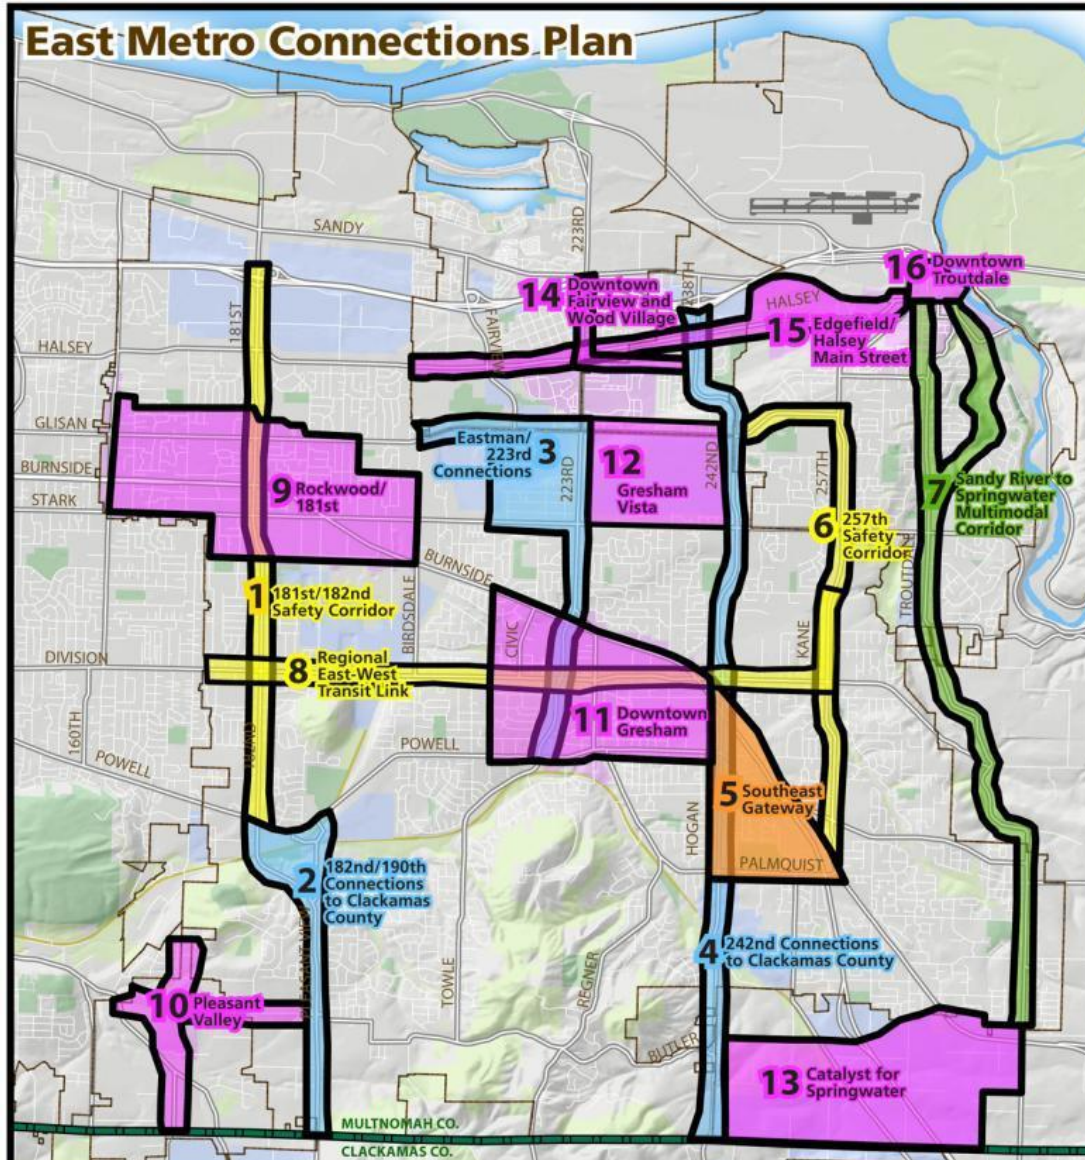 East Metro Connections Plan
SANDY
223RD
238TH
181ST
16 Downtown
Troutdale
14 Downtown
Fairview and
Wood Village
HALSEY
15 Edgefield/
Halsey
Main Street
FAIRVIEW
HALSEY
GLISAN
BURNSIDE
STARK
Eastman/
223rd
Connections
3
223RD
12
Gresham
Vista
242ND
257TH
9 Rockwood/
181st
7 Sandy River to
Springwater
Multimodal
Corridor
6 257th
Safety
Corridor
BURNSIDE
1 181st/182nd
Safety Corridor
BIRDSDALE
CIVIC
KANE
DIVISION
8 Regional
East-West
Transit Link
11 Downtown
Gresham
160TH
POWELL
POWELL
5 Southeast
Gateway
HOGAN
PALMQUIST
2 182nd/190th
Connections
to Clackamas
County
4 242nd Connections
to Clackamas County
TOWLE
REGNER
10 Pleasant
Valley
BUTLER
13 Catalyst for
Springwater
MULTNOMAH CO.
CLACKAMAS CO.